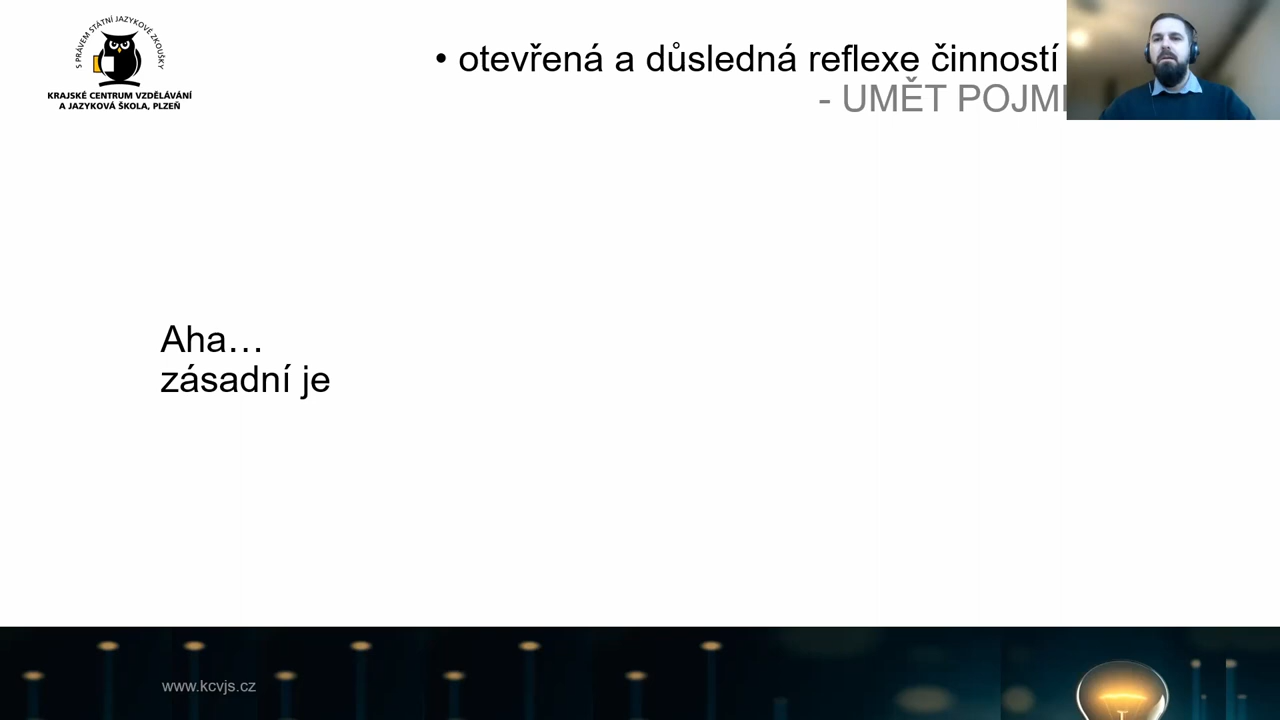 S PRÁVEM STÁTNÍ JAZYKOVÉ ZKOUŠKY
KRAJSKÉ CENTRUM VZDĚLÁVÁNÍ
A JAZYKOVÁ ŠKOLA, PLZEŇ
• otevřená a důsledná reflexe činností
- UMĚT
Aha…
zásadní je
www.kcvjs.cz